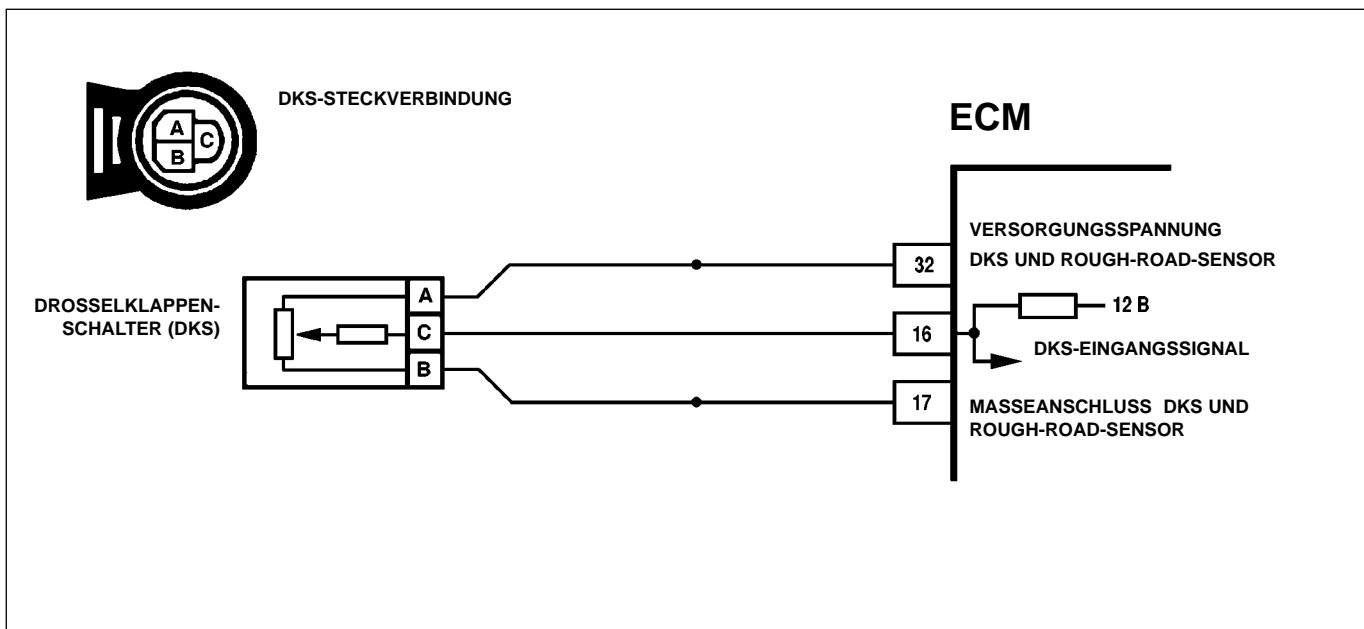 DKS-STECKVERBINDUNG
A
C
B
ECM
VERSORGUNGSSPANNUNG
DKS UND ROUGH-ROAD-SENSOR
32
DROSSELKLAPPEN-
SCHALTER (DKS)
A
C
B
12 B
16
DKS-EINGANGSSIGNAL
17
MASSEANSCHLUSS DKS UND
ROUGH-ROAD-SENSOR